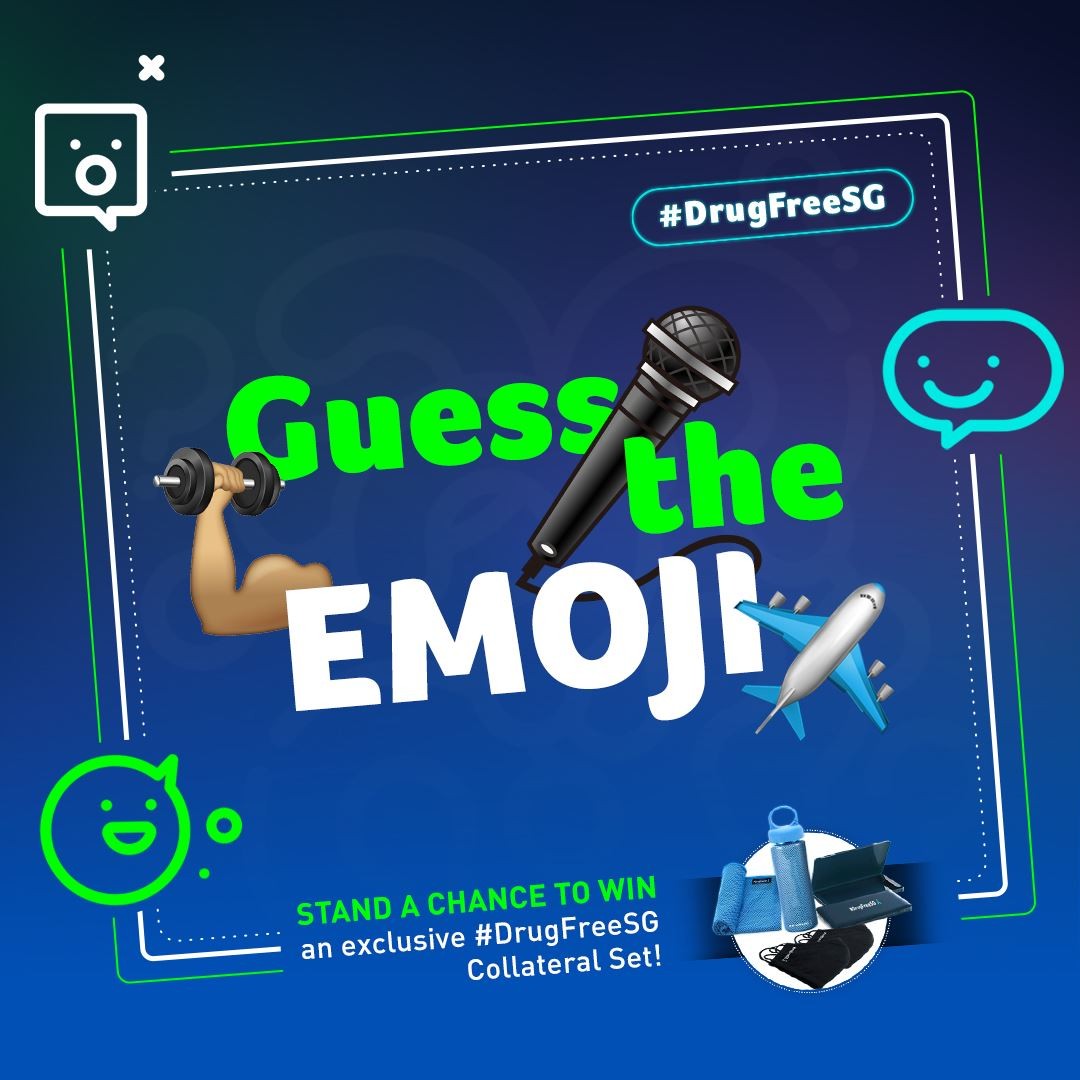 #DrugFreeSG
Guess
the
EMOJI
STAND A CHANCE TO WIN
an exclusive #DrugFreeSG
Collateral Set!
#DrugFreeSG